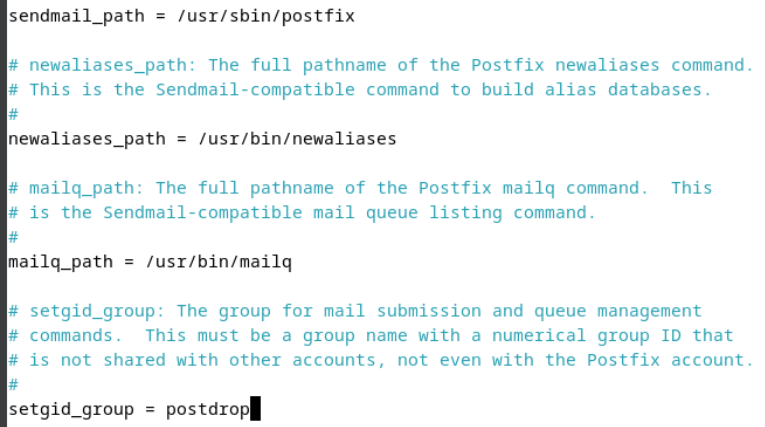 sendmail_path = /usr/sbin/postfix
# newaliases_path: The full pathname of the Postfix newaliases command.
# This is the Sendmail-compatible command to build alias databases.
#
newaliases_path = /usr/bin/newaliases
# mailq_path: The full pathname of the Postfix mailq command.  This
# is the Sendmail-compatible mail queue listing command.
#
mailq_path = /usr/bin/mailq
# setgid_group: The group for mail submission and queue management
# commands.  This must be a group name with a numerical group ID that
# is not shared with other accounts, not even with the Postfix account.
#
setgid_group = postdrop